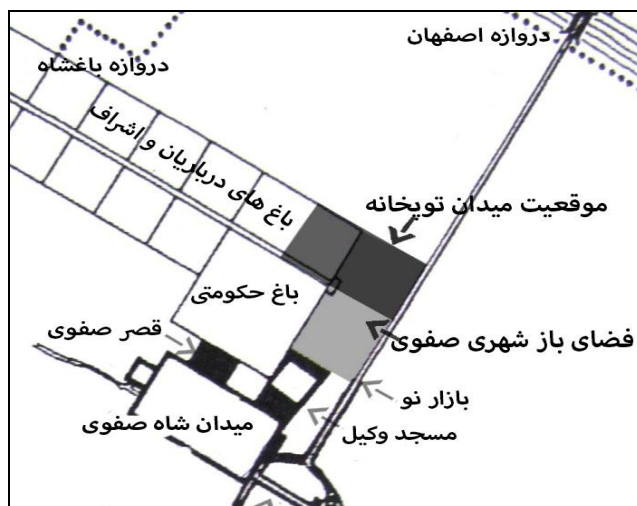 دروازه اصفهان
دروازه باغشاه
باغ های درباریان و اشراف
موقعیت میدان توپخانه
باغ حکومتی
فضای باز شهری صفوی
قصر صفوی
بازار نو
میدان شاه صفوی
مسجد وکیل